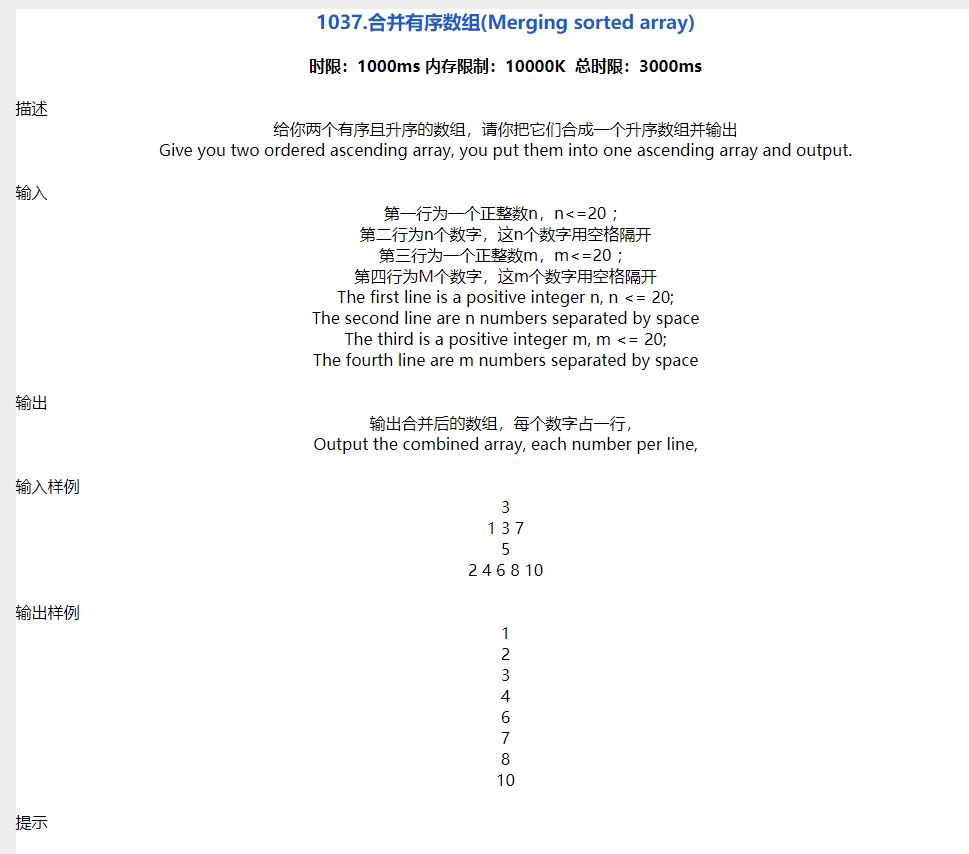 1037.合并有序数组(Merging sorted array)
时限：1000ms 内存限制：10000K 总时限：3000ms
描述
给你两个有序且升序的数组，请你把它们合成一个升序数组并输出
Give you two ordered ascending array, you put them into one ascending array and output.
输入
第一行为一个正整数n，n<=20；
第二行为n个数字，这n个数字用空格隔开
第三行为一个正整数m，m<=20；
第四行为M个数字，这m个数字用空格隔开
The first line is a positive integer n, n <= 20;
The second line are n numbers separated by space
The third is a positive integer m, m <= 20;
The fourth line are m numbers separated by space
输出
输出合并后的数组，每个数字占一行，
Output the combined array, each number per line,
输入样例
3
1 3 7
5
2 4 6 8 10
输出样例
1
2
3
4
6
7
8
10
提示